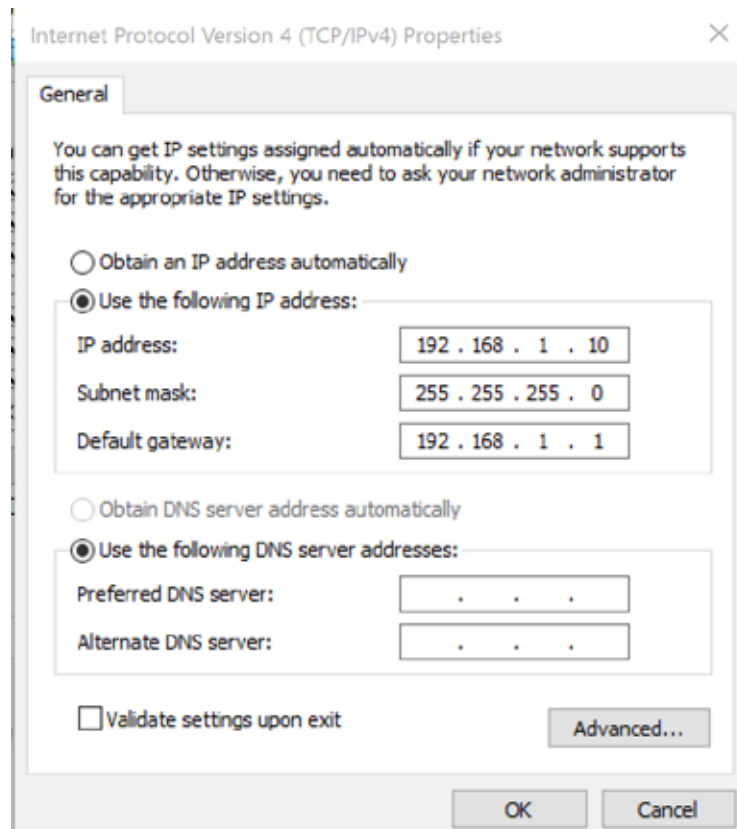 Internet Protocol Version 4 (TCP/IPv4) Properties
General
You can get IP settings assigned automatically if your network supports
this capability. Otherwise, you need to ask your network administrator
for the appropriate IP settings.
Obtain an IP address automatically
Use the following IP address:
IP address: 192 . 168 . 1 . 10
Subnet mask: 255 . 255 . 255 . 0
Default gateway: 192 . 168 . 1 . 1
Obtain DNS server address automatically
Use the following DNS server addresses:
Preferred DNS server: . . .
Alternate DNS server: . . .
Validate settings upon exit
Advanced...
OK Cancel